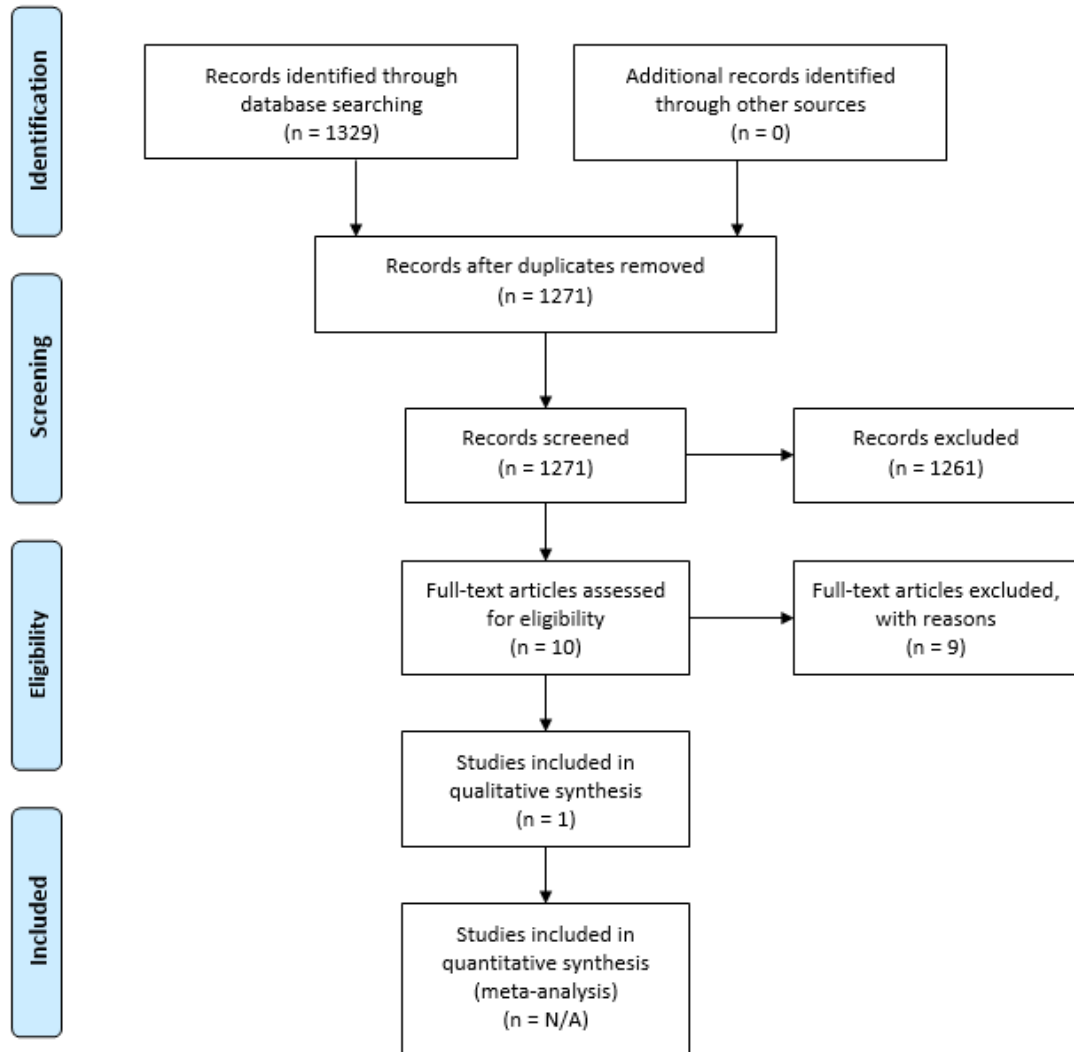 Identification
Records identified through
database searching
(n = 1329)
Additional records identified
through other sources
(n = 0)
Records after duplicates removed
(n = 1271)
Screening
Records screened
(n = 1271)
Records excluded
(n = 1261)
Eligibility
Full-text articles assessed
for eligibility
(n = 10)
Full-text articles excluded,
with reasons
(n = 9)
Studies included in
qualitative synthesis
(n = 1)
Included
Studies included in
quantitative synthesis
(meta-analysis)
(n = N/A)